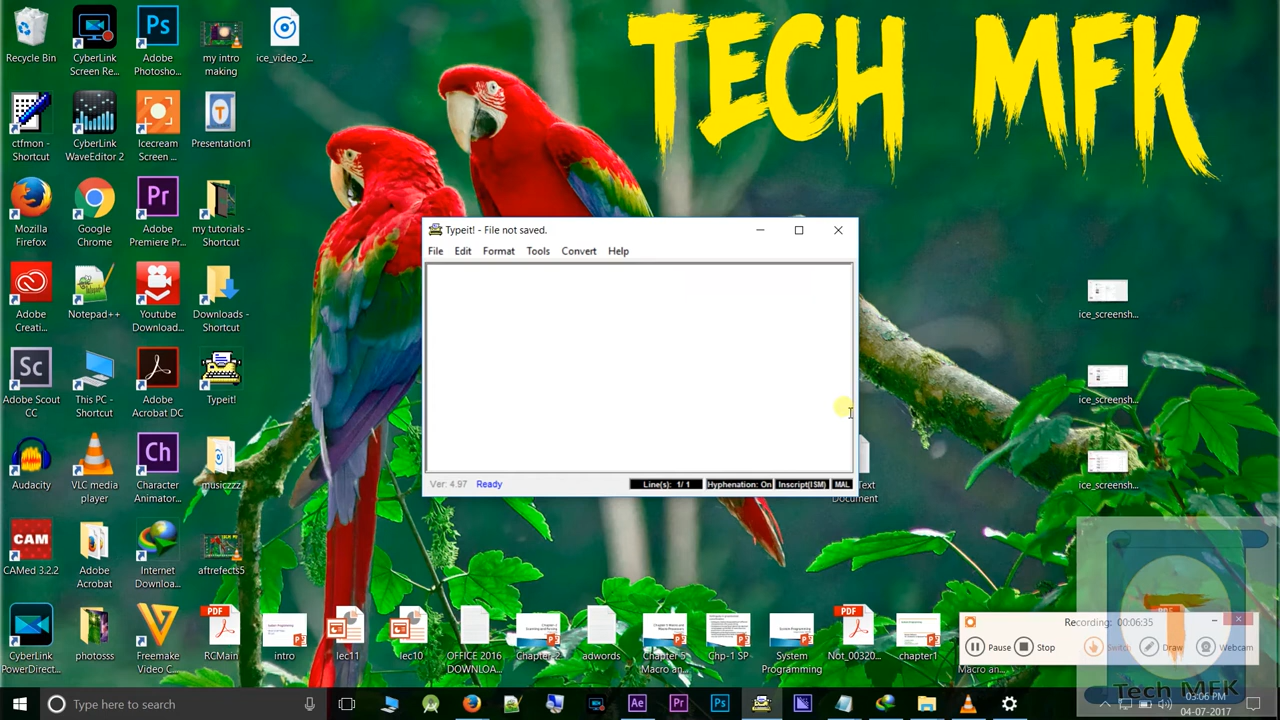 TECH MFK
Recycle Bin
CyberLink
Screen Re...
Adobe
Photosho...
my intro
making
ice_video_2...
ctfmon -
Shortcut
CyberLink
WaveEditor 2
Icecream
Screen ...
Presentation1
Mozilla
Firefox
Google
Chrome
Adobe
Premiere Pr...
my tutorials -
Shortcut
Adobe
Creati...
Notepad++
Youtube
Download...
Downloads -
Shortcut
Adobe Scout
CC
This PC -
Shortcut
Adobe
Acrobat DC
Typeit!
Audacity
VLC media
player
Character
Animator...
musiczzz
CAMed 3.2.2
Adobe
Acrobat
Internet
Downloa...
aftrefects5
CyberLink
PowerDirect...
photosss
Freemake
Video C...
intro
lec11
lec10
OFFICE 2016
DOWNLOA...
Chapter-2
adwords
Chapter 5
Macro an...
Chp-1 SP
System
Programming
Not_00320...
chapter1
Macro an...
ice_screensh...
ice_screensh...
ice_screensh...
Text
Document
Typeit! - File not saved.
File Edit Format Tools Convert Help
Ver: 4.97 Ready Line(s): 1/ 1 Hyphenation: On Inscript(ISM) MAL
Recording: 00:06:3
Pause Stop Switch Draw Webcam
Tech MFK
Type here to search
03:06 PM
04-07-2017